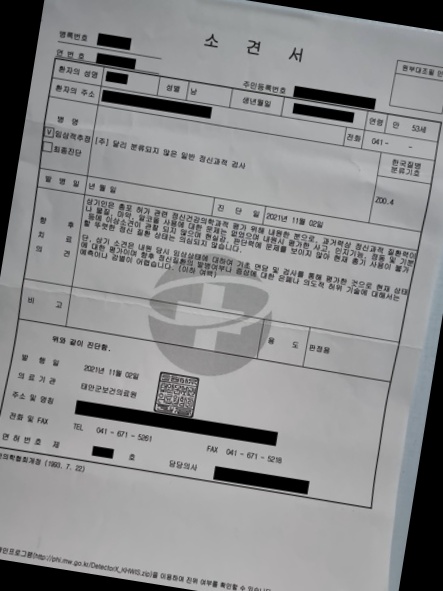 소 견 서
병록번호
연 번 호
주민등록번호
원부대조필 인
환자의 성명
성별 남
생년월일
연령 만 53세
환자의 주소
전화 041- -
병 명
V 임상적추정
최종진단
(주) 달리 분류되지 않은 일반 정신과적 검사
한국질병
분류기호
Z00.4
발 병 일 년 월 일
진 단 일 2021년 11월 02일
향 후 치 료 의 견
상기인은 총포 허가 관련 정신건강의학과적 평가 위해 내원한 분으로, 과거력상 정신과적 질환력이
나 물질, 마약, 알코올 사용에 대한 문제는 없었으며 내원시 평가한 사고, 인지기능, 정동 및 기분
등에 이상소견이 관찰 되지 않으며 현실감, 판단력에 문제를 보이지 않아 현재 총기 사용이 불가
할 뚜렷한 정신 질환 상태는 의심되지 않습니다.
단, 상기 소견은 내원 당시 임상상태에 대하여 기초 면담 및 검사를 통해 평가한 것으로 현재 상태
에 대한 평가이며 향후 정신질환의 발병여부나 증상에 대한 은폐나 의도적 허위 기술에 대해서는
예측이나 감별이 어렵습니다. (이하 여백)
비 고
용 도 판정용
위와 같이 진단함.
발 행 일 2021년 11월 02일
의 료 기 관 태안군보건의료원
주소 및 명칭
전화 및 FAX TEL 041 - 671 - 5261 FAX 041 - 671 - 5218
면 허 번 호 제 호 담당의사
의학협회제정 (1993. 7. 22)
(http://phi.mw.go.kr/DetectorX_KHWIS.zip)을 이용하여 진위 여부를 확인할 수 있습니다